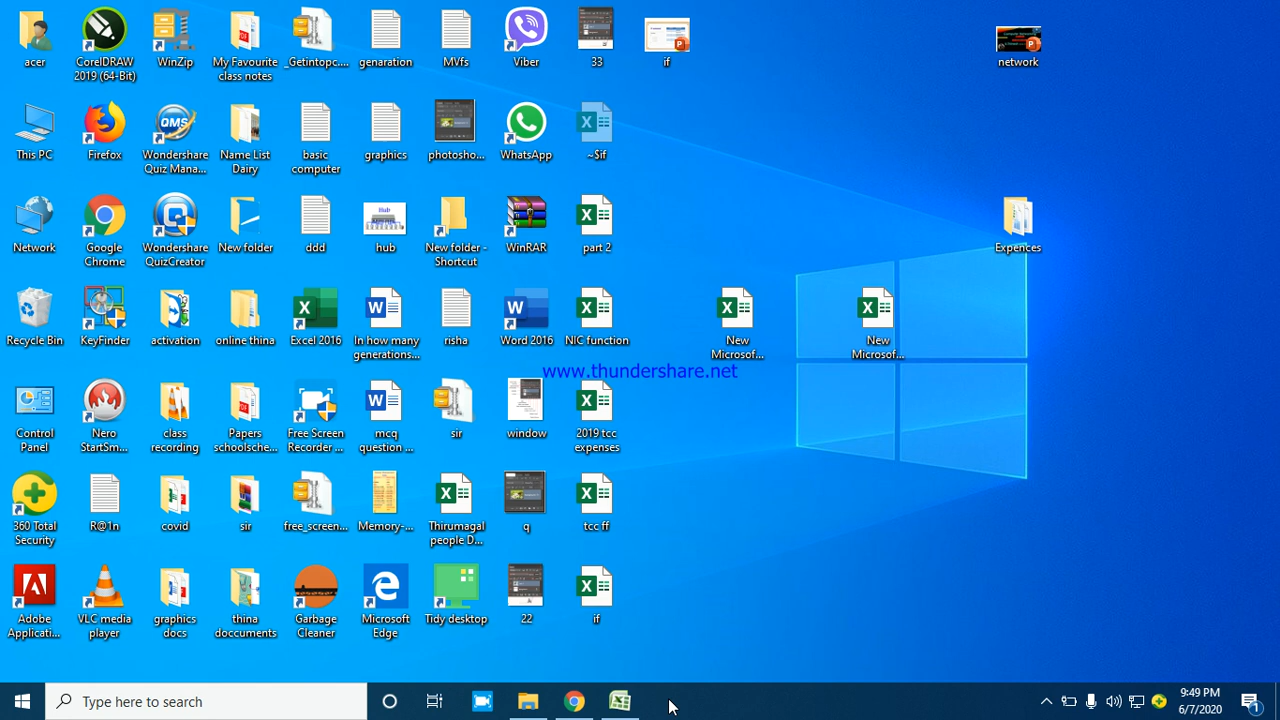 acer
CorelDRAW
2019 (64-Bit)
WinZip
My Favourite
class notes
_Getintopc....
genaration
MVfs
Viber
33
if
network
This PC
Firefox
QMS
Wondershare
Quiz Mana...
Name List
Dairy
basic
computer
graphics
photosho...
WhatsApp
~$if
Network
Google
Chrome
Wondershare
QuizCreator
New folder
ddd
Hub
hub
New folder -
Shortcut
WinRAR
part 2
Expences
Recycle Bin
KeyFinder
activation
online thina
Excel 2016
In how many
generations...
risha
Word 2016
NIC function
New
Microsof...
New
Microsof...
www.thundershare.net
Control
Panel
Nero
StartSm...
class
recording
Papers
schoolsche...
Free Screen
Recorder ...
mcq
question ...
sir
window
2019 tcc
expenses
360 Total
Security
R@1n
covid
sir
free_screen...
Memory-...
Thirumagal
people D...
q
tcc ff
Adobe
Applicati...
VLC media
player
graphics
docs
thina
doccuments
Garbage
Cleaner
Microsoft
Edge
Tidy desktop
22
if
Type here to search
9:49 PM
6/7/2020
1